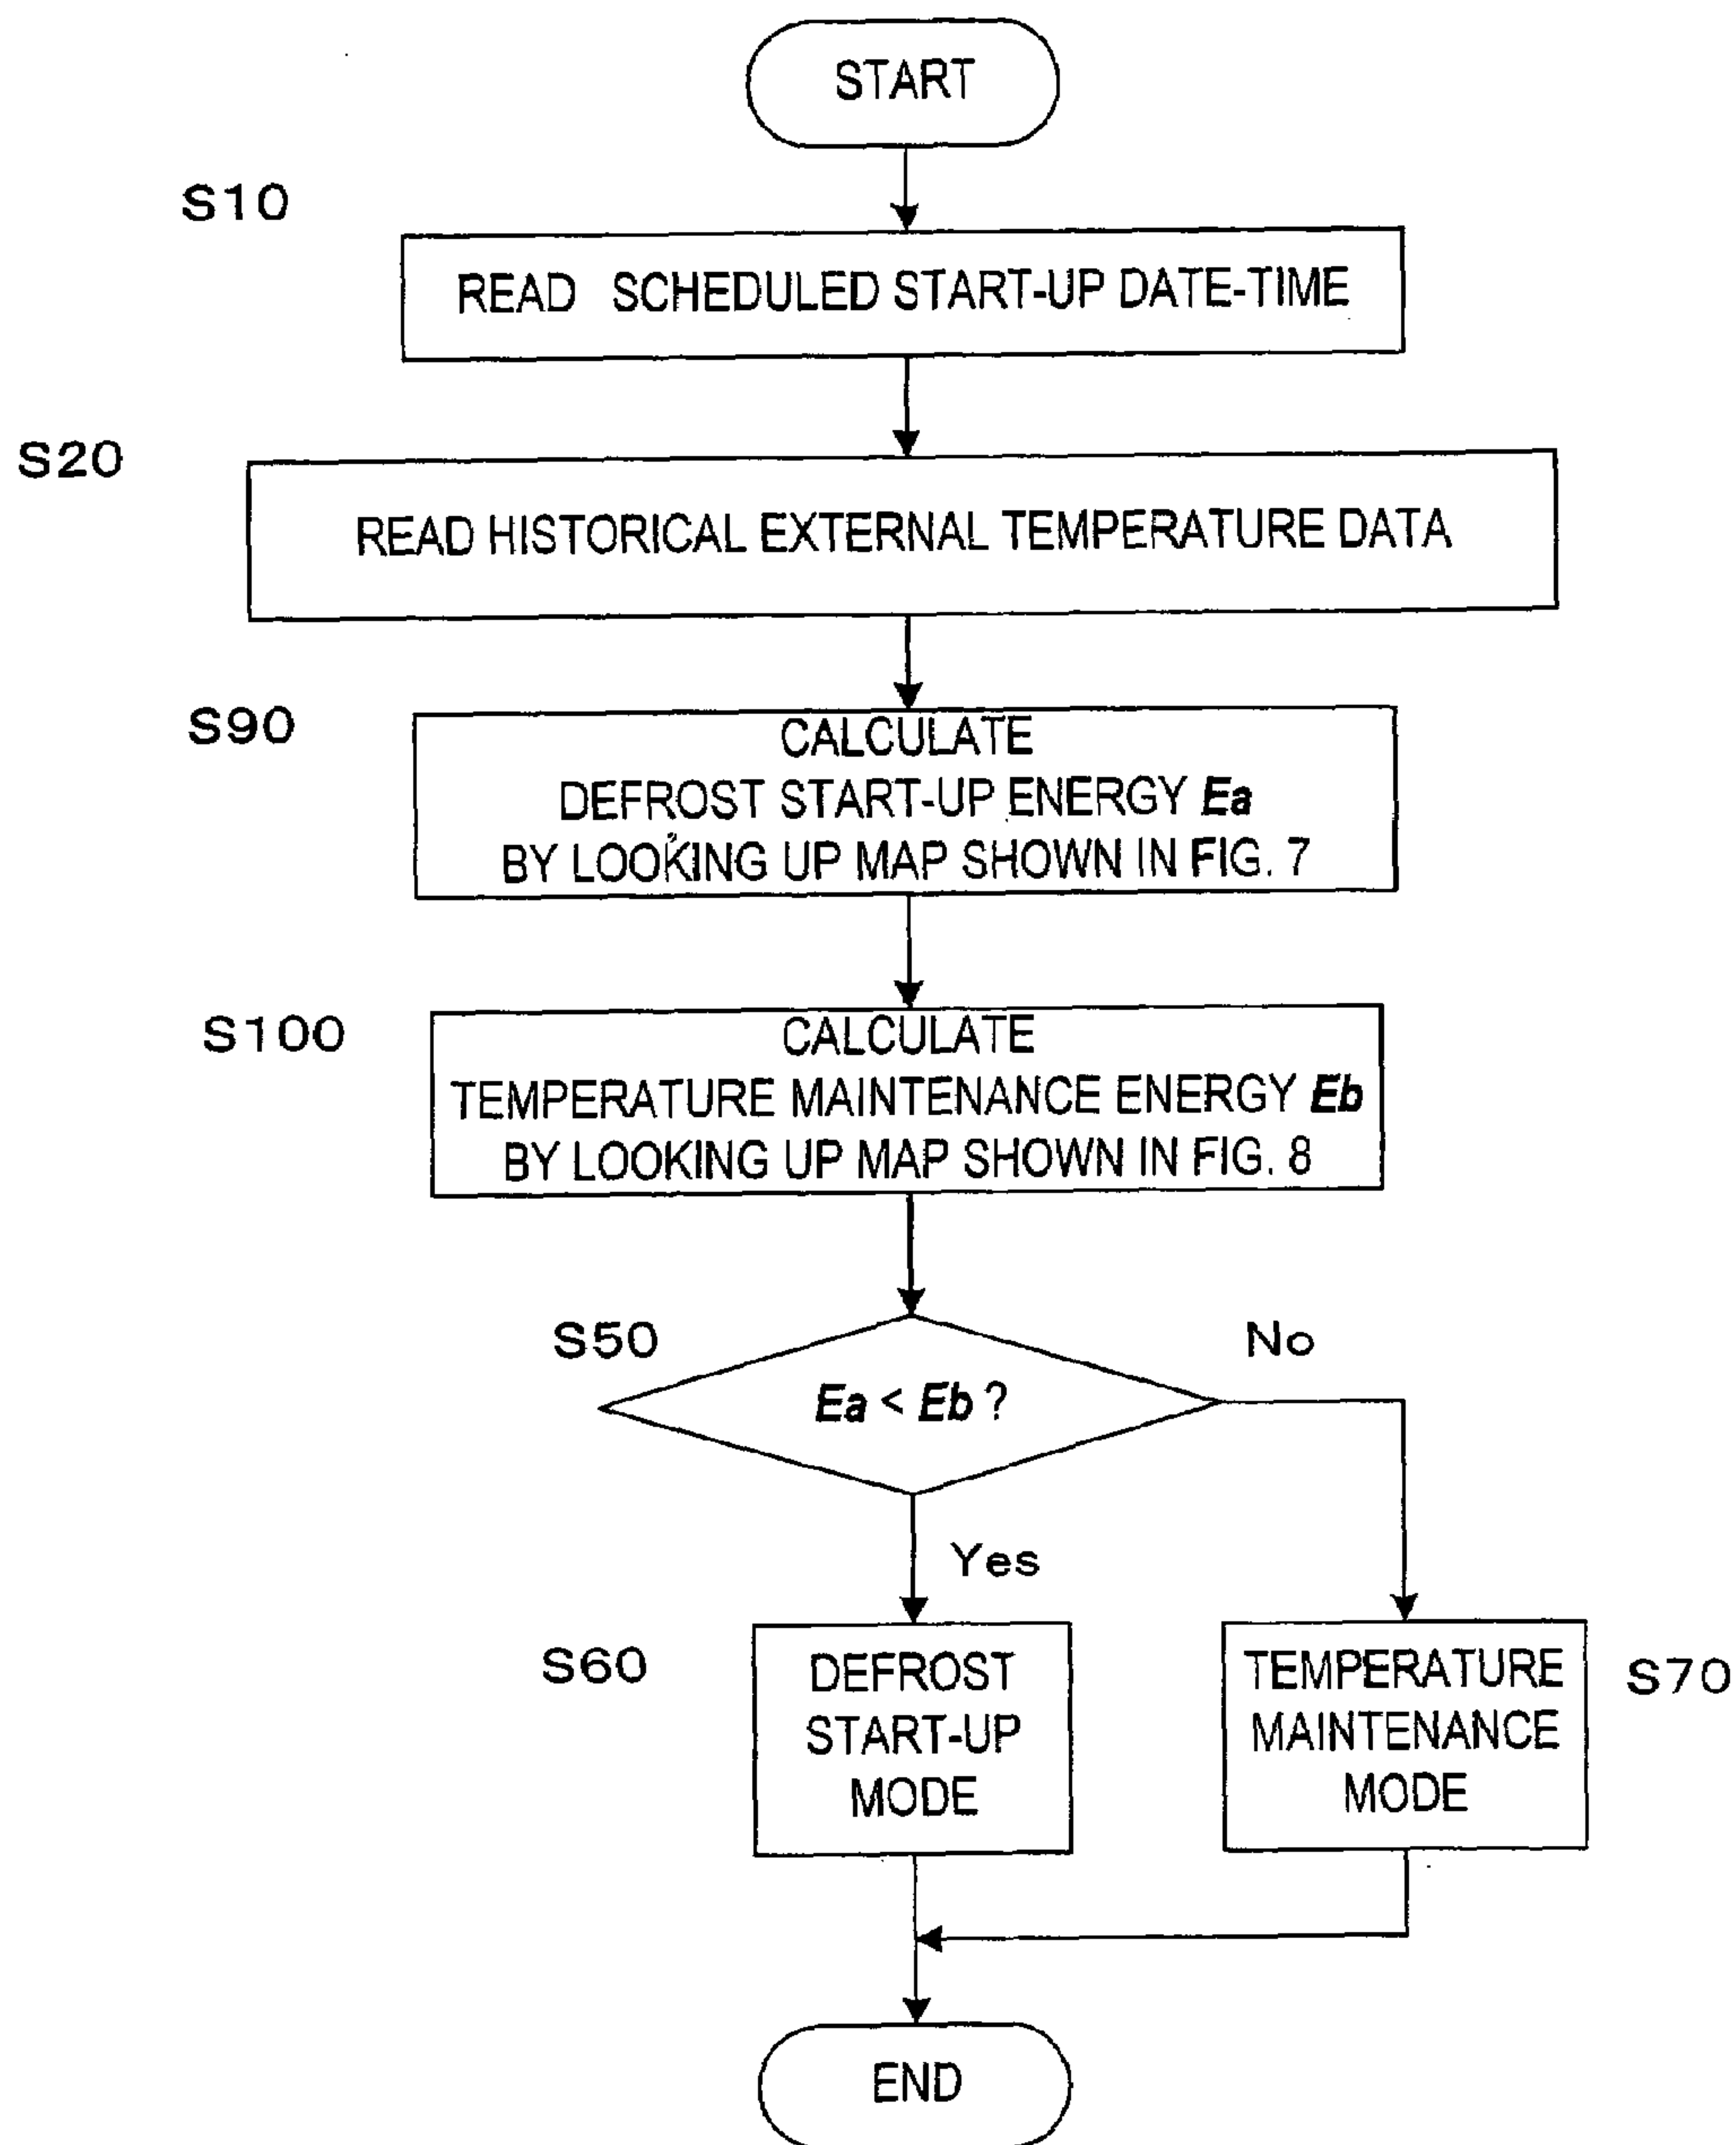 START
S10
READ SCHEDULED START-UP DATE-TIME
S20
READ HISTORICAL EXTERNAL TEMPERATURE DATA
S90
CALCULATE
DEFROST START-UP ENERGY Ea
BY LOOKING UP MAP SHOWN IN FIG. 7
S100
CALCULATE
TEMPERATURE MAINTENANCE ENERGY Eb
BY LOOKING UP MAP SHOWN IN FIG. 8
S50
Ea < Eb ?
No
Yes
S60
DEFROST
START-UP
MODE
TEMPERATURE
MAINTENANCE
MODE
S70
END